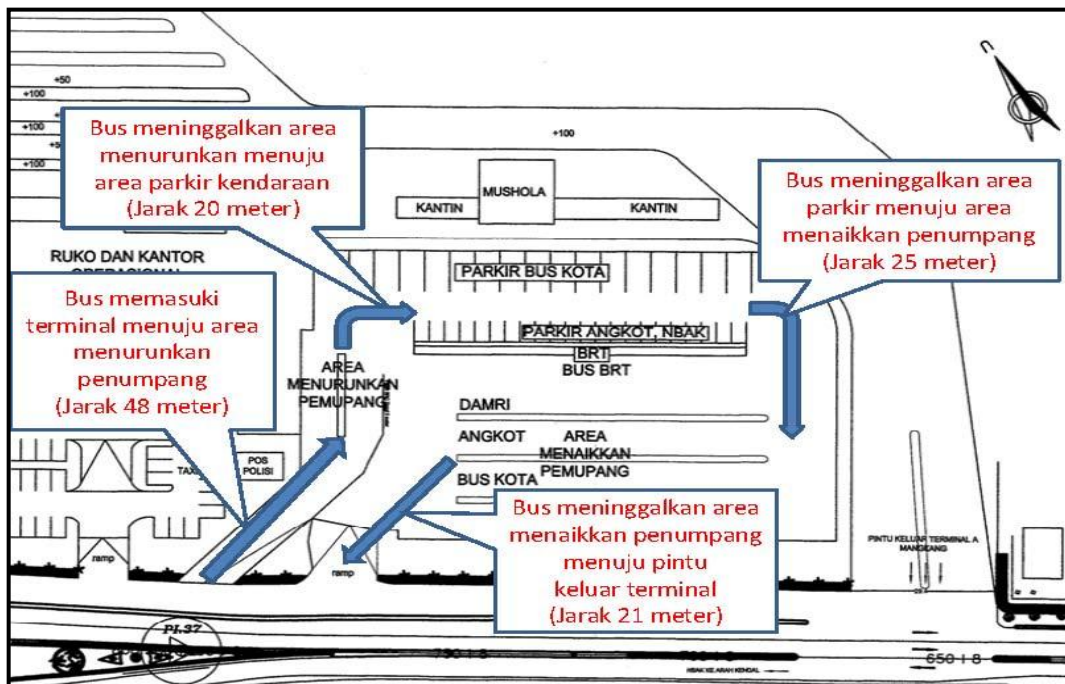 +50
+100
+100
+100
+100
Bus meninggalkan area
menurunkan menuju
area parkir kendaraan
(Jarak 20 meter)
MUSHOLA
KANTIN
KANTIN
Bus meninggalkan area
parkir menuju area
menaikkan penumpang
(Jarak 25 meter)
RUKO DAN KANTOR
PARKIR BUS KOTA
Bus memasuki
terminal menuju area
menurunkan
penumpang
(Jarak 48 meter)
PARKIR ANGKOT, NBAK
BRT
BUS BRT
AREA
MENURUNKAN
PEMUPANG
DAMRI
ANGKOT
AREA
MENAIKKAN
PEMUPANG
BUS KOTA
TAXI
POS
POLISI
Bus meninggalkan area
menaikkan penumpang
menuju pintu
keluar terminal
(Jarak 21 meter)
PINTU KELUAR TERMINAL A
MANGKANG
ramp
ramp
PI.37
650 I 8